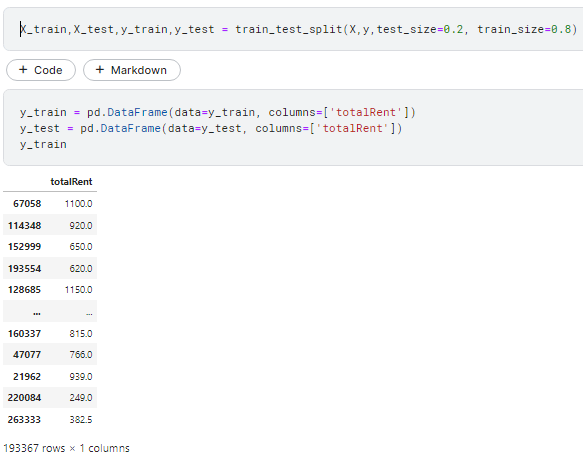 X_train,X_test,y_train,y_test = train_test_split(X,y,test_size=0.2, train_size=0.8)
+ Code + Markdown
y_train = pd.DataFrame(data=y_train, columns=['totalRent'])
y_test = pd.DataFrame(data=y_test, columns=['totalRent'])
y_train
totalRent
67058 1100.0
114348 920.0
152999 650.0
193554 620.0
128685 1150.0
... ...
160337 815.0
47077 766.0
21962 939.0
220084 249.0
263333 382.5
193367 rows × 1 columns